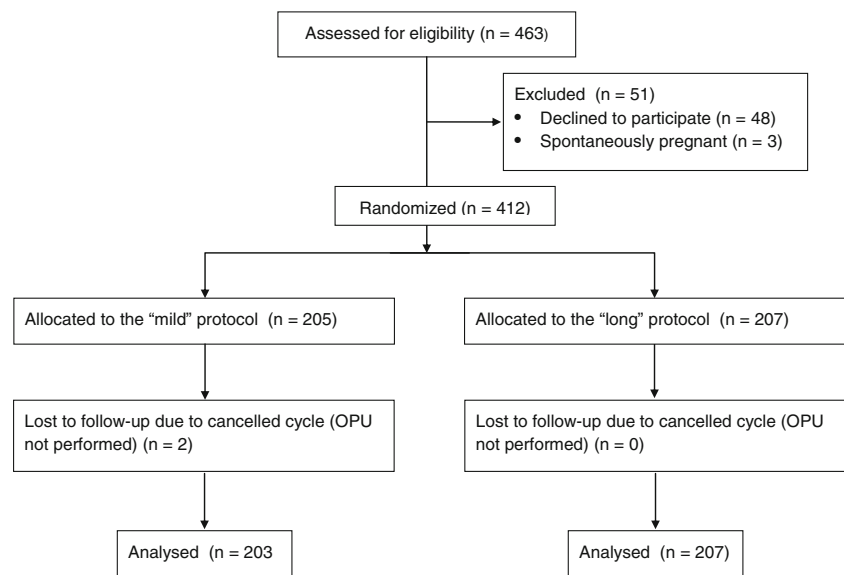 Assessed for eligibility (n = 463)
Excluded (n = 51)
• Declined to participate (n = 48)
• Spontaneously pregnant (n = 3)
Randomized (n = 412)
Allocated to the “mild” protocol (n = 205)
Allocated to the “long” protocol (n = 207)
Lost to follow-up due to cancelled cycle (OPU
not performed) (n = 2)
Lost to follow-up due to cancelled cycle (OPU
not performed) (n = 0)
Analysed (n = 203
Analysed (n = 207)